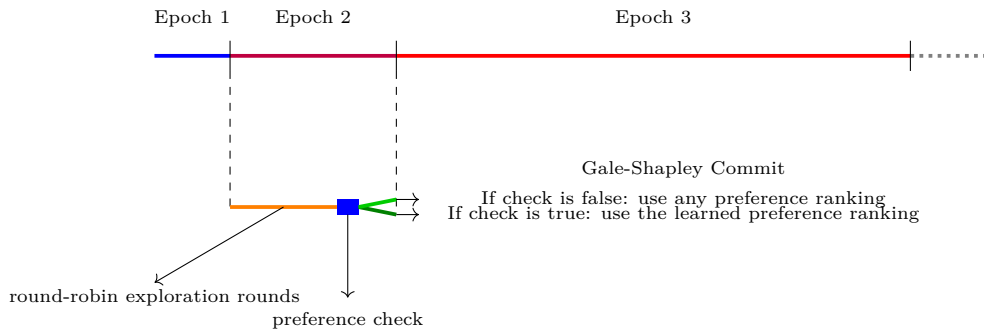 Epoch 1
Epoch 2
Epoch 3
Gale-Shapley Commit
If check is false: use any preference ranking
If check is true: use the learned preference ranking
round-robin exploration rounds
preference check